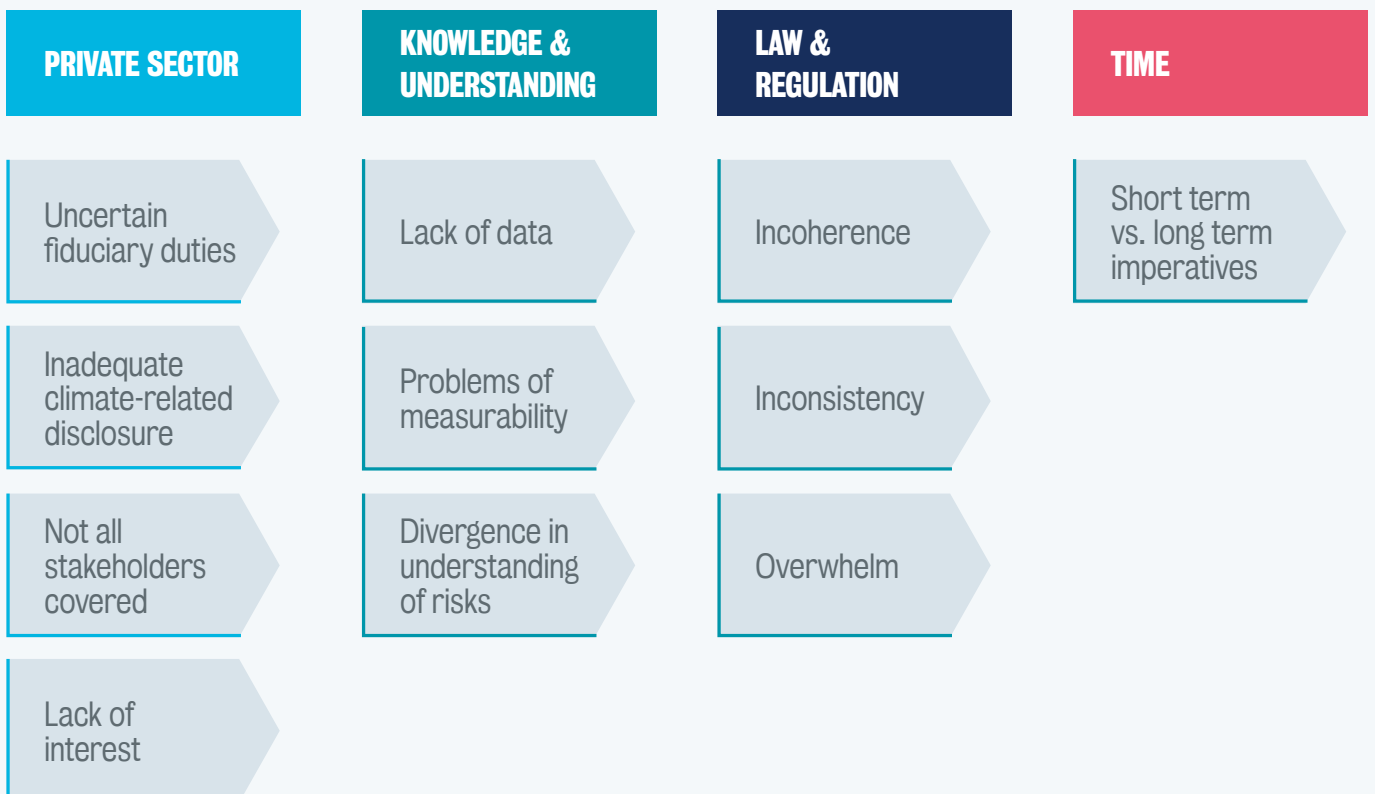 PRIVATE SECTOR
Uncertain
fiduciary duties
Inadequate
climate-related
disclosure
Not all
stakeholders
covered
Lack of
interest
KNOWLEDGE &
UNDERSTANDING
Lack of data
Problems of
measurability
Divergence in
understanding
of risks
LAW &
REGULATION
Incoherence
Inconsistency
Overwhelm
TIME
Short term
vs. long term
imperatives